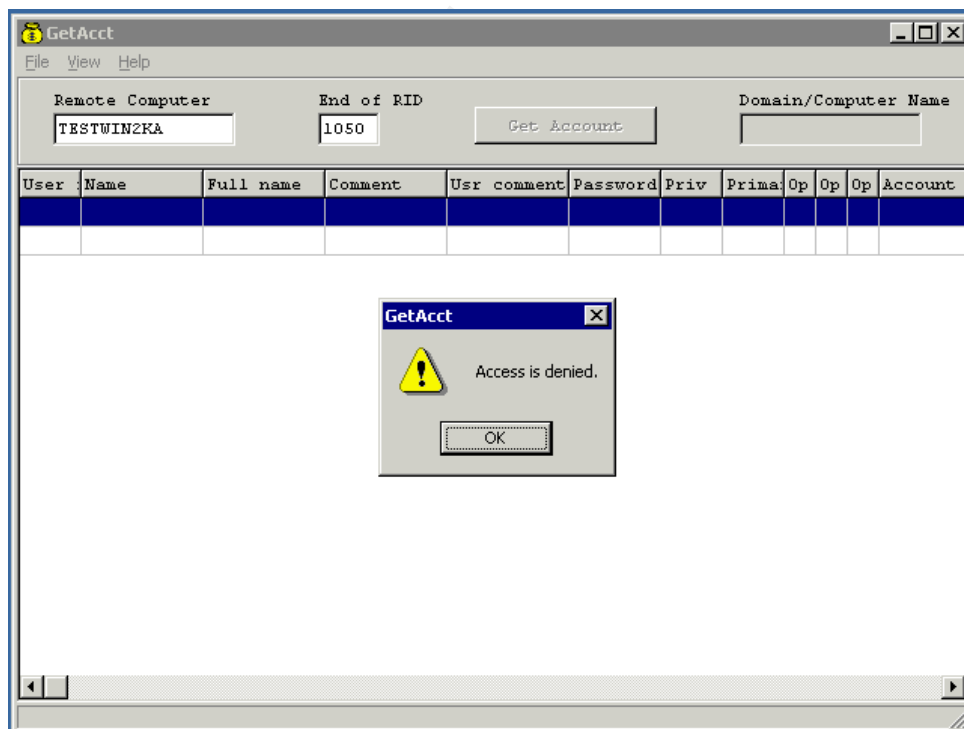 GetAcct
File View Help
Remote Computer End of RID Domain/Computer Name
TESTWIN2KA 1050 Get Account
User Name Full name Comment Usr comment Password Priv Prima Op Op Op Account
GetAcct
Access is denied.
OK